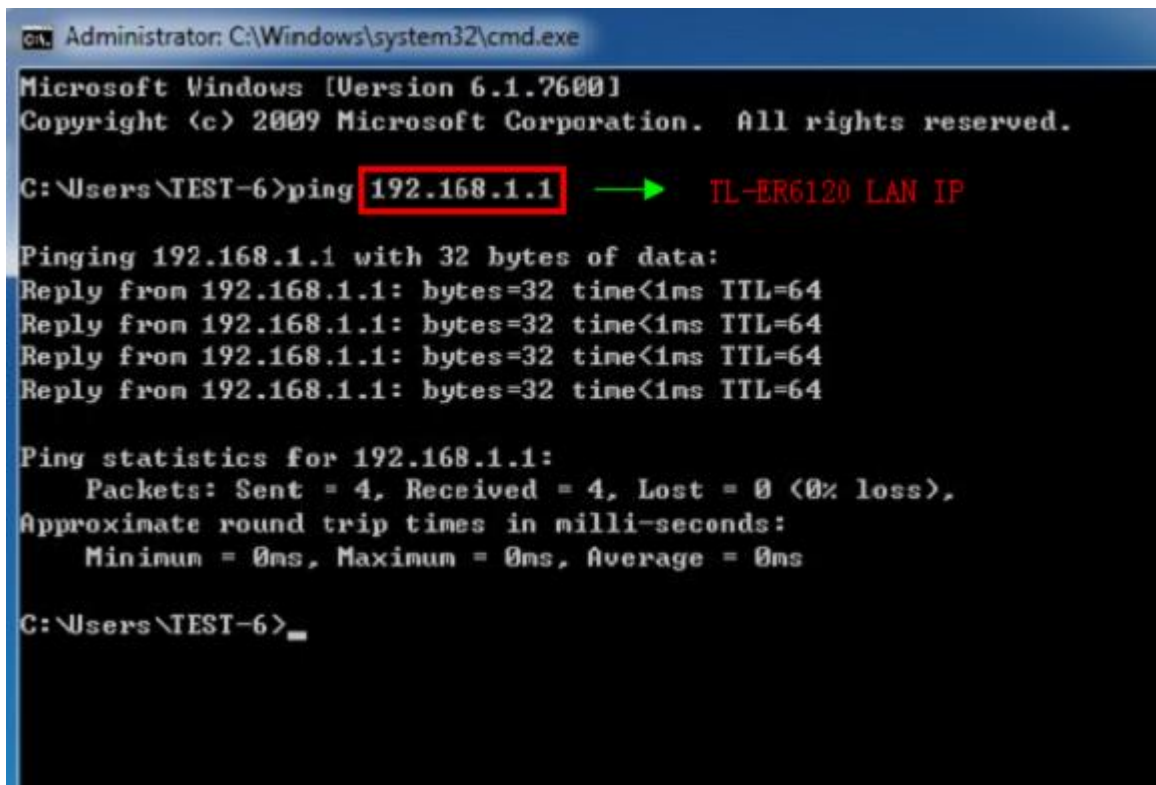 Administrator: C:\Windows\system32\cmd.exe
Microsoft Windows [Version 6.1.7600]
Copyright (c) 2009 Microsoft Corporation.  All rights reserved.
C:\Users\TEST-6>ping 192.168.1.1 TL-ER6120 LAN IP
Pinging 192.168.1.1 with 32 bytes of data:
Reply from 192.168.1.1: bytes=32 time<1ms TTL=64
Reply from 192.168.1.1: bytes=32 time<1ms TTL=64
Reply from 192.168.1.1: bytes=32 time<1ms TTL=64
Reply from 192.168.1.1: bytes=32 time<1ms TTL=64
Ping statistics for 192.168.1.1:
Packets: Sent = 4, Received = 4, Lost = 0 (0% loss),
Approximate round trip times in milli-seconds:
Minimum = 0ms, Maximum = 0ms, Average = 0ms
C:\Users\TEST-6>